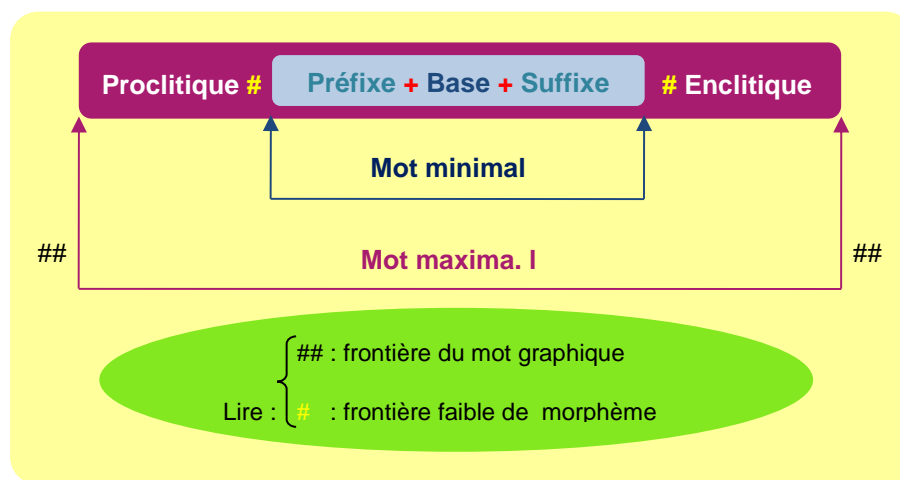 Proclitique # Préfixe + Base + Suffixe # Enclitique
Mot minimal
## Mot maxima. l ##
## : frontière du mot graphique
Lire : # : frontière faible de morphème